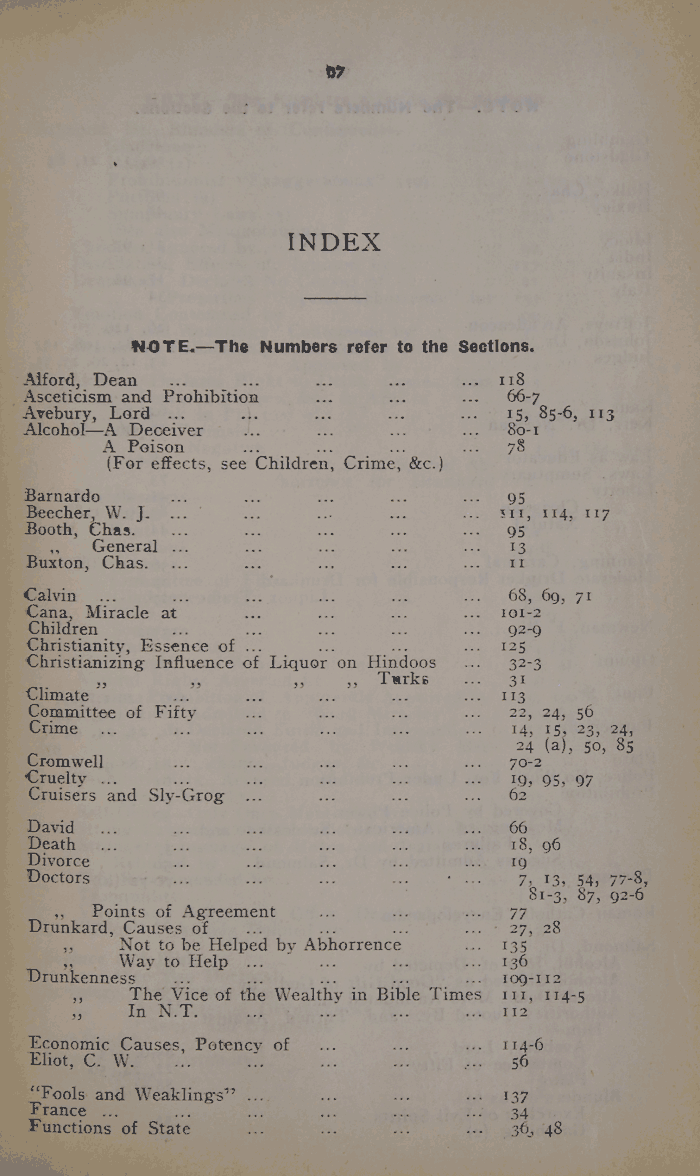 97
INDEX
NOTE.—The Numbers refer to the Sections.
Alford, Dean ... ... ... ... ... 118
Asceticism and Prohibition ... ... ... 66-7
Avebury, Lord ... ... ... ... ... 15, 85-6, 113
Alcohol—A Deceiver ... ... ... ... 80-1
A Poison ... ... ... ... 78
(For effects, see Children, Crime, &c.)
Barnardo ... ... ... ... ... 95
Beecher, W. J. ... ... ... ... ... 111, 114, 117
Booth, Chas. ... ... ... ... ... 95
,, General ... ... ... ... ... 13
Buxton, Chas. ... ... ... ... ... 11
Calvin ... ... ... ... ... ... 68, 69, 71
Cana, Miracle at ... ... ... ... 101-2
Children ... ... ... ... ... 92-9
Christianity, Essence of ... ... ... ... 125
Christianizing Influence of Liquor on Hindoos ... 32-3
,, ,, ,, ,, Turks ... 31
Climate ... ... ... ... ... 113
Committee of Fifty ... ... ... ... 22, 24, 56
Crime ... ... ... ... ... ... 14, 15, 23, 24,
24 (a), 50, 85
Cromwell ... ... ... ... ... 70-2
Cruelty ... ... ... ... ... ... 19, 95, 97
Cruisers and Sly-Grog ... ... ... ... 62
David ... ... ... ... ... ... 66
Death ... ... ... ... ... ... 18, 96
Divorce ... ... ... ... ... 19
Doctors ... ... ... ... ... 7, 13, 54, 77-8,
81-3, 87, 92-6
,, Points of Agreement ... ... ... 77
Drunkard, Causes of ... ... ... ... 27, 28
,, Not to be Helped by Abhorrence ... 135
,, Way to Help ... ... ... ... 136
Drunkenness ... ... ... ... ... 109-112
,, The Vice of the Wealthy in Bible Times 111, 114-5
,, In N.T. ... ... ... ... 112
Economic Causes, Potency of ... ... ... 114-6
Eliot, C. W. ... ... ... ... ... 56
"Fools and Weaklings" ... ... ... ... 137
France ... ... ... ... ... ... 34
Functions of State ... ... ... ... 36, 48